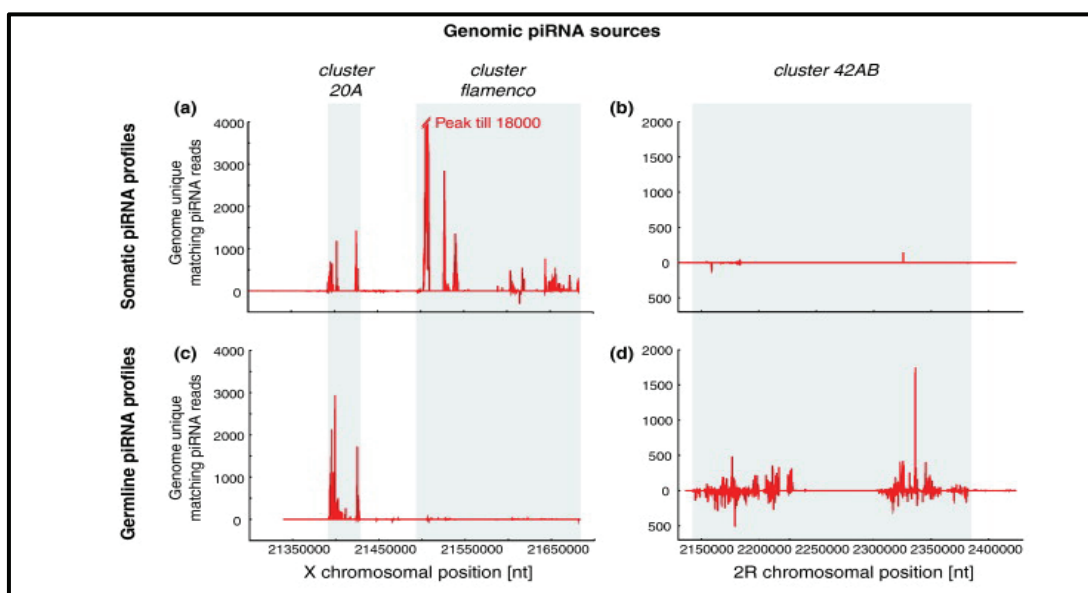 Genomic piRNA sources
cluster
20A
cluster
flamenco
cluster 42AB
Somatic piRNA profiles
(a)
Genome unique
matching piRNA reads
4000
3000
2000
1000
0
Peak till 18000
(b)
2000
1500
1000
500
0
500
Germline piRNA profiles
(c)
Genome unique
matching piRNA reads
4000
3000
2000
1000
0
21350000 21450000 21550000 21650000
X chromosomal position [nt]
(d)
2000
1500
1000
500
0
500
2150000 2200000 2250000 2300000 2350000 2400000
2R chromosomal position [nt]